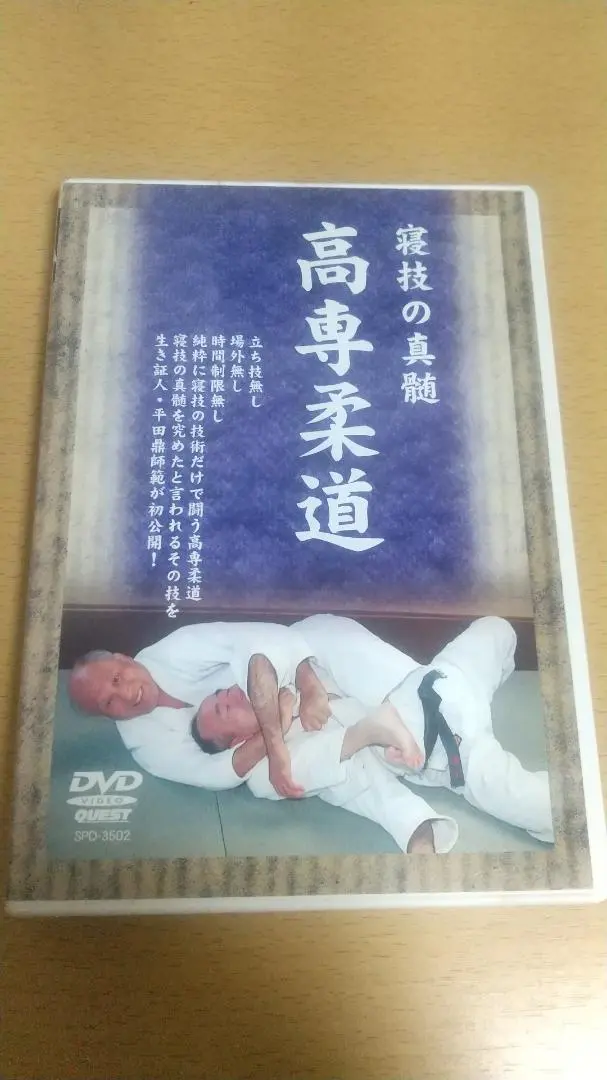 寝技の真髄
高専柔道
立ち技無し
場外無し
時間制限無し
純粋に寝技の技術だけで闘う高専柔道
寝技の真髄を究めたと言われるその技を
生き証人・平田鼎師範が初公開！
DVD
VIDEO
QUEST
SPD-3502